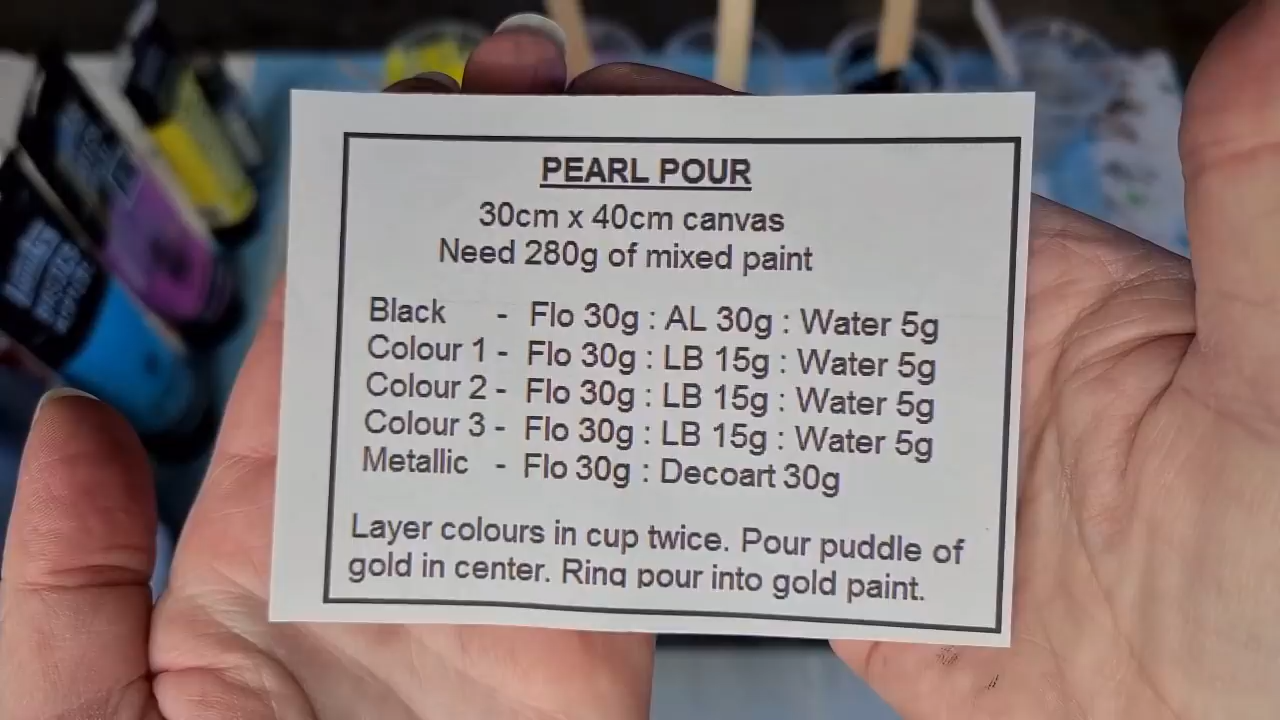 PEARL POUR
30cm x 40cm canvas
Need 280g of mixed paint
Black - Flo 30g : AL 30g : Water 5g
Colour 1 - Flo 30g : LB 15g : Water 5g
Colour 2 - Flo 30g : LB 15g : Water 5g
Colour 3 - Flo 30g : LB 15g : Water 5g
Metallic - Flo 30g : Decoart 30g
Layer colours in cup twice. Pour puddle of
gold in center. Ring pour into gold paint.